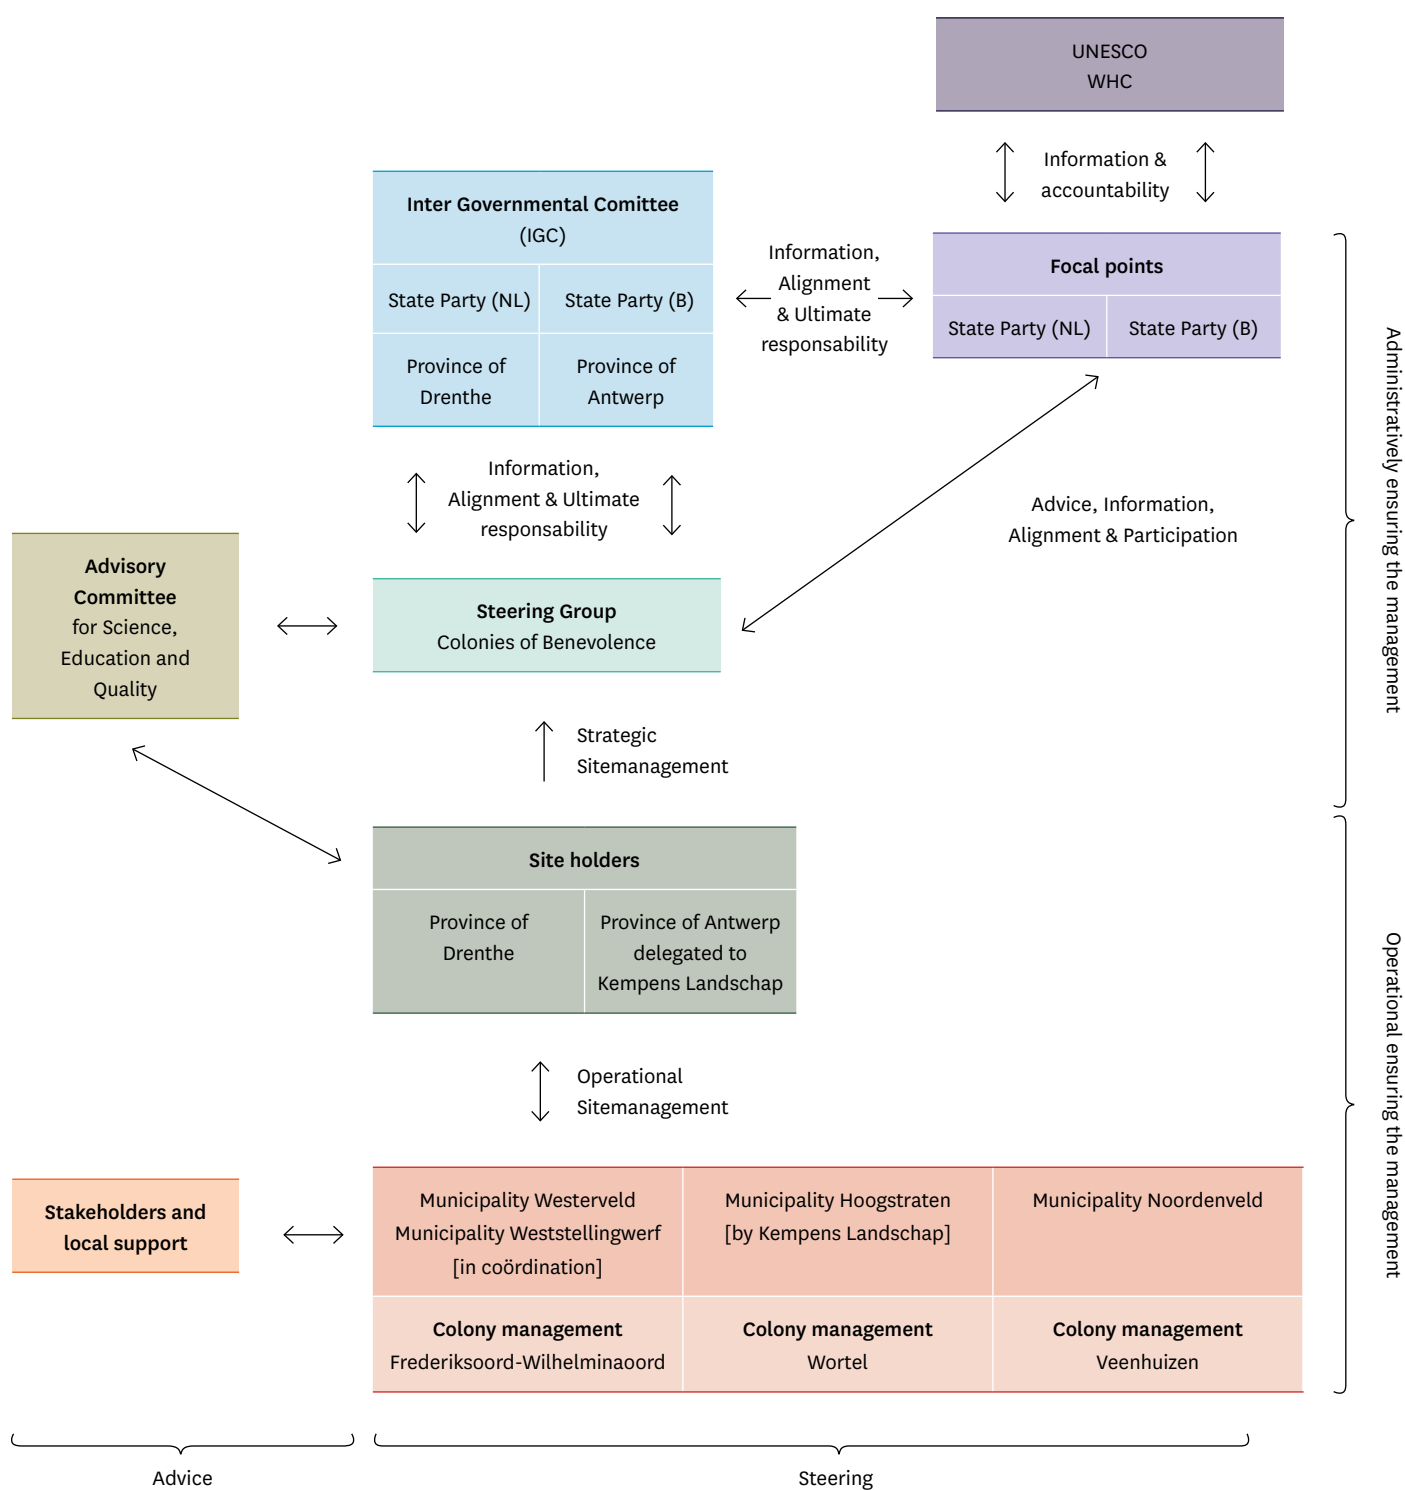 UNESCO
WHC
Information &
accountability
Inter Governmental Comittee
(IGC)
State Party (NL)
State Party (B)
Province of
Drenthe
Province of
Antwerp
Information,
Alignment
& Ultimate
responsability
Focal points
State Party (NL)
State Party (B)
Information,
Alignment & Ultimate
responsability
Advice, Information,
Alignment & Participation
Administratively ensuring the management
Advisory
Committee
for Science,
Education and
Quality
Steering Group
Colonies of Benevolence
Strategic
Sitemanagement
Site holders
Province of
Drenthe
Province of Antwerp
delegated to
Kempens Landschap
Operational
Sitemanagement
Operational ensuring the management
Stakeholders and
local support
Municipality Westerveld
Municipality Weststellingwerf
[in coördination]
Municipality Hoogstraten
[by Kempens Landschap]
Municipality Noordenveld
Colony management
Frederiksoord-Wilhelminaoord
Colony management
Wortel
Colony management
Veenhuizen
Advice
Steering